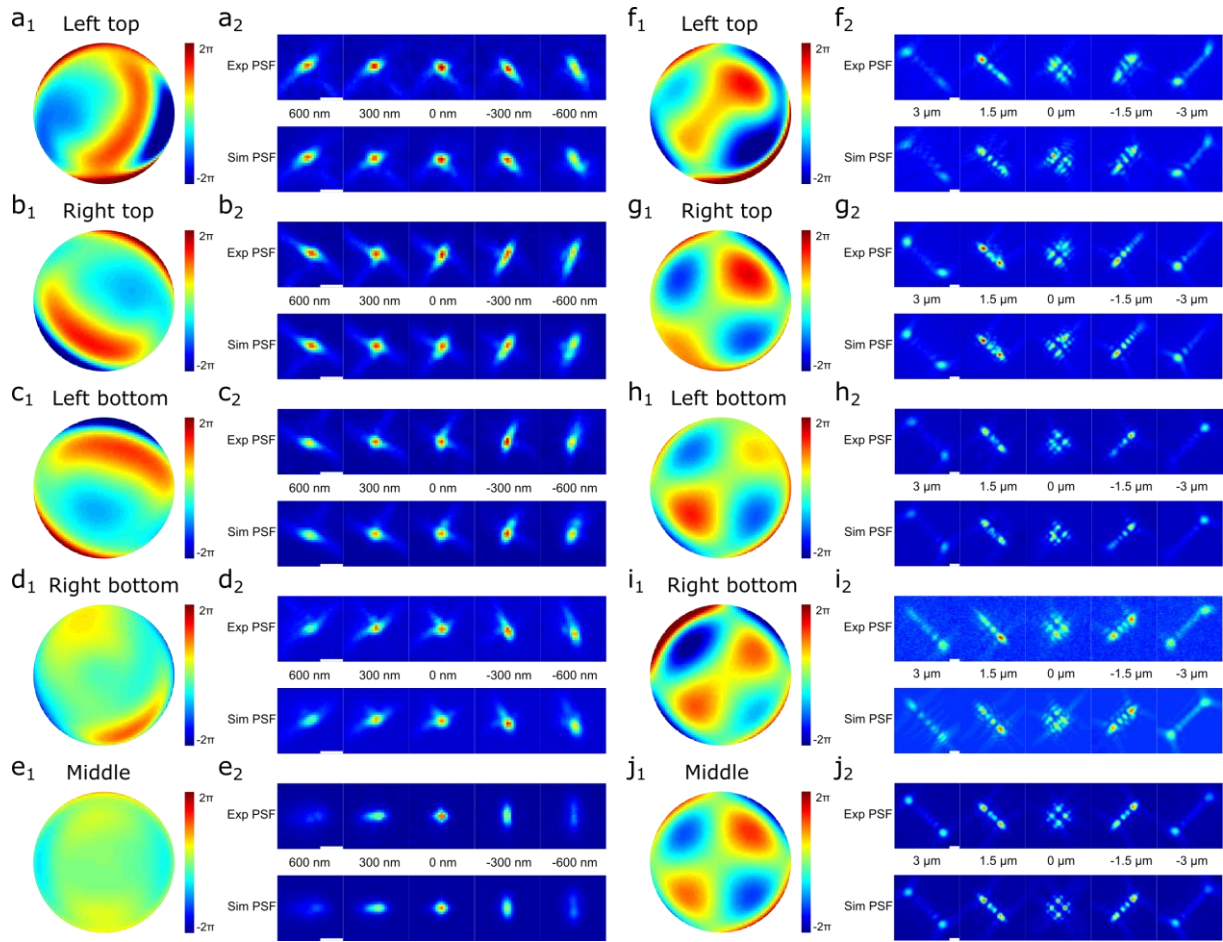 a1 Left top
2π
-2π
a2
Exp PSF
600 nm 300 nm 0 nm -300 nm -600 nm
Sim PSF
b1 Right top
2π
-2π
b2
Exp PSF
600 nm 300 nm 0 nm -300 nm -600 nm
Sim PSF
c1 Left bottom
2π
-2π
c2
Exp PSF
600 nm 300 nm 0 nm -300 nm -600 nm
Sim PSF
d1 Right bottom
2π
-2π
d2
Exp PSF
600 nm 300 nm 0 nm -300 nm -600 nm
Sim PSF
e1 Middle
2π
-2π
e2
Exp PSF
600 nm 300 nm 0 nm -300 nm -600 nm
Sim PSF
f1 Left top
2π
-2π
f2
Exp PSF
3 µm 1.5 µm 0 µm -1.5 µm -3 µm
Sim PSF
g1 Right top
2π
-2π
g2
Exp PSF
3 µm 1.5 µm 0 µm -1.5 µm -3 µm
Sim PSF
h1 Left bottom
2π
-2π
h2
Exp PSF
3 µm 1.5 µm 0 µm -1.5 µm -3 µm
Sim PSF
i1 Right bottom
2π
-2π
i2
Exp PSF
3 µm 1.5 µm 0 µm -1.5 µm -3 µm
Sim PSF
j1 Middle
2π
-2π
j2
Exp PSF
3 µm 1.5 µm 0 µm -1.5 µm -3 µm
Sim PSF